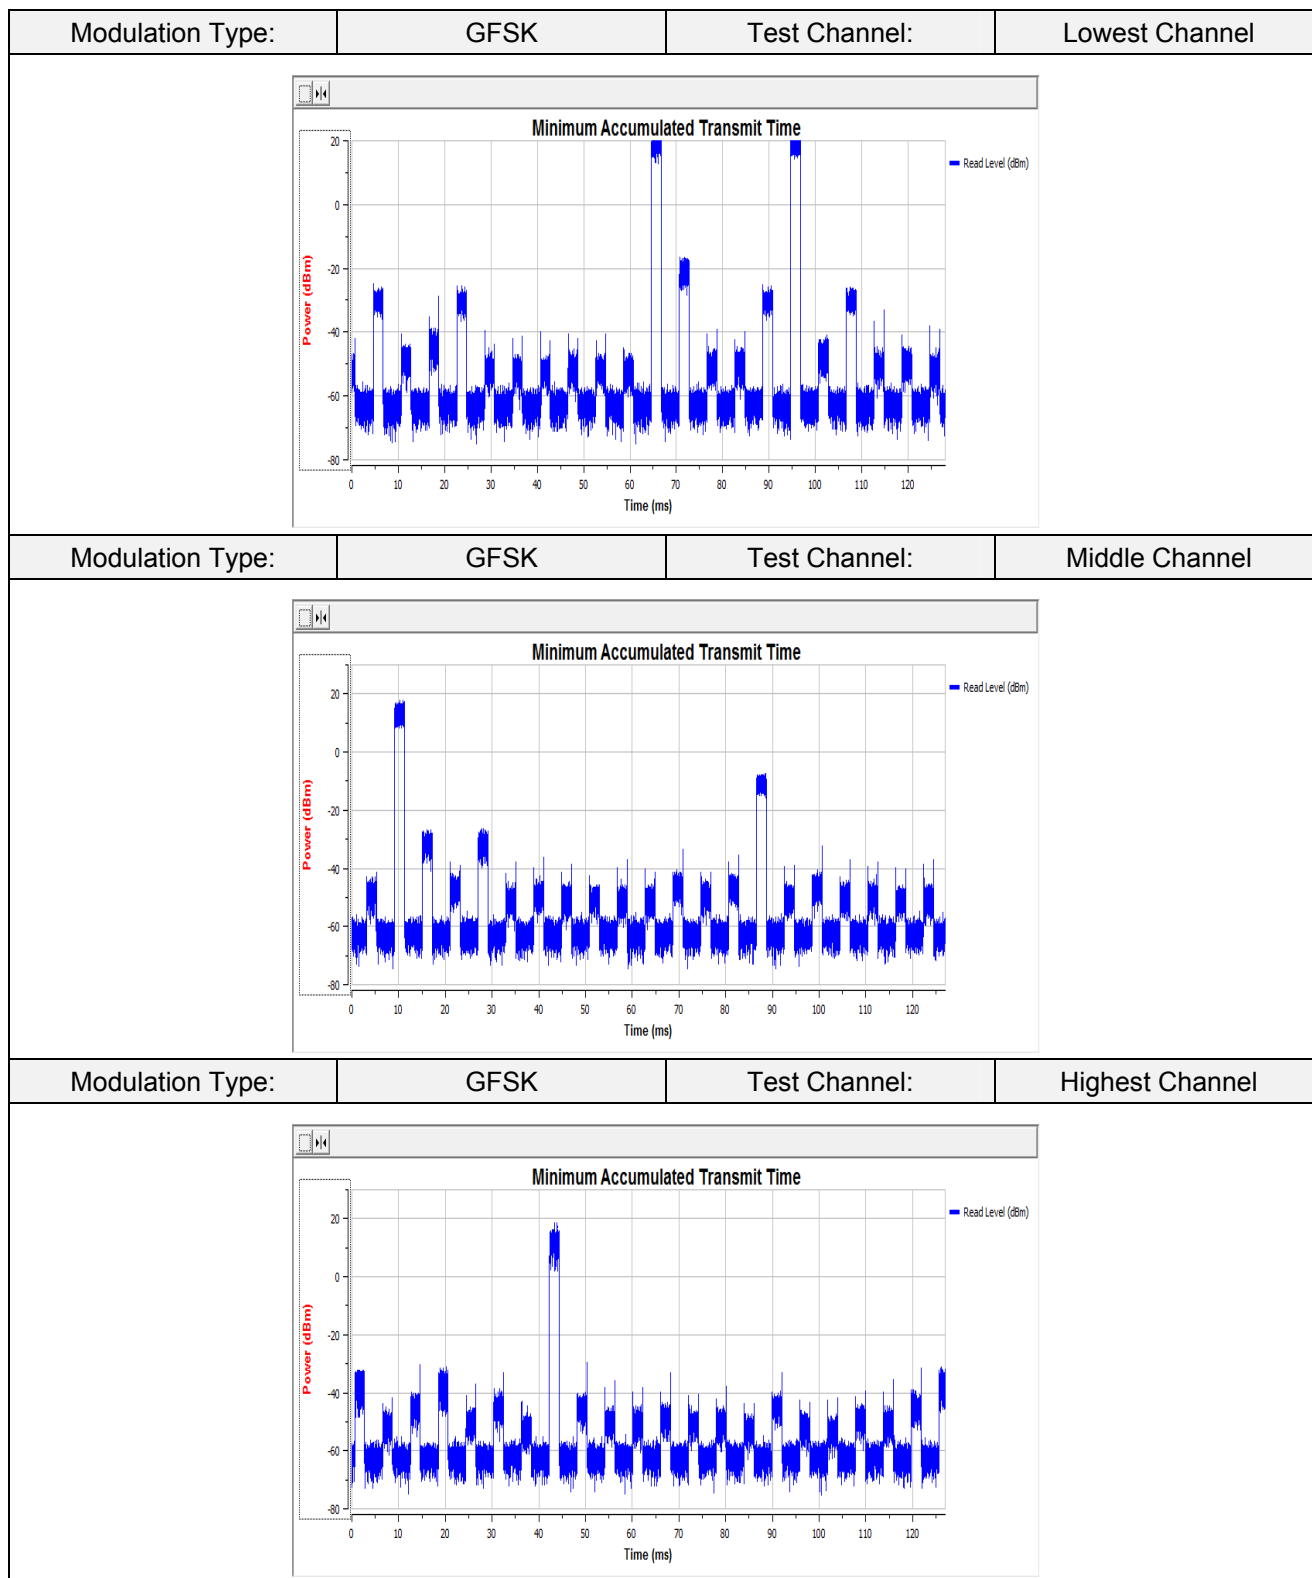 Modulation Type: GFSK Test Channel: Lowest Channel
Minimum Accumulated Transmit Time
Read Level (dBm)
Power (dBm)
20
0
-20
-40
-60
-80
0 10 20 30 40 50 60 70 80 90 100 110 120
Time (ms)
Modulation Type: GFSK Test Channel: Middle Channel
Minimum Accumulated Transmit Time
Read Level (dBm)
Power (dBm)
20
0
-20
-40
-60
-80
0 10 20 30 40 50 60 70 80 90 100 110 120
Time (ms)
Modulation Type: GFSK Test Channel: Highest Channel
Minimum Accumulated Transmit Time
Read Level (dBm)
Power (dBm)
20
0
-20
-40
-60
-80
0 10 20 30 40 50 60 70 80 90 100 110 120
Time (ms)